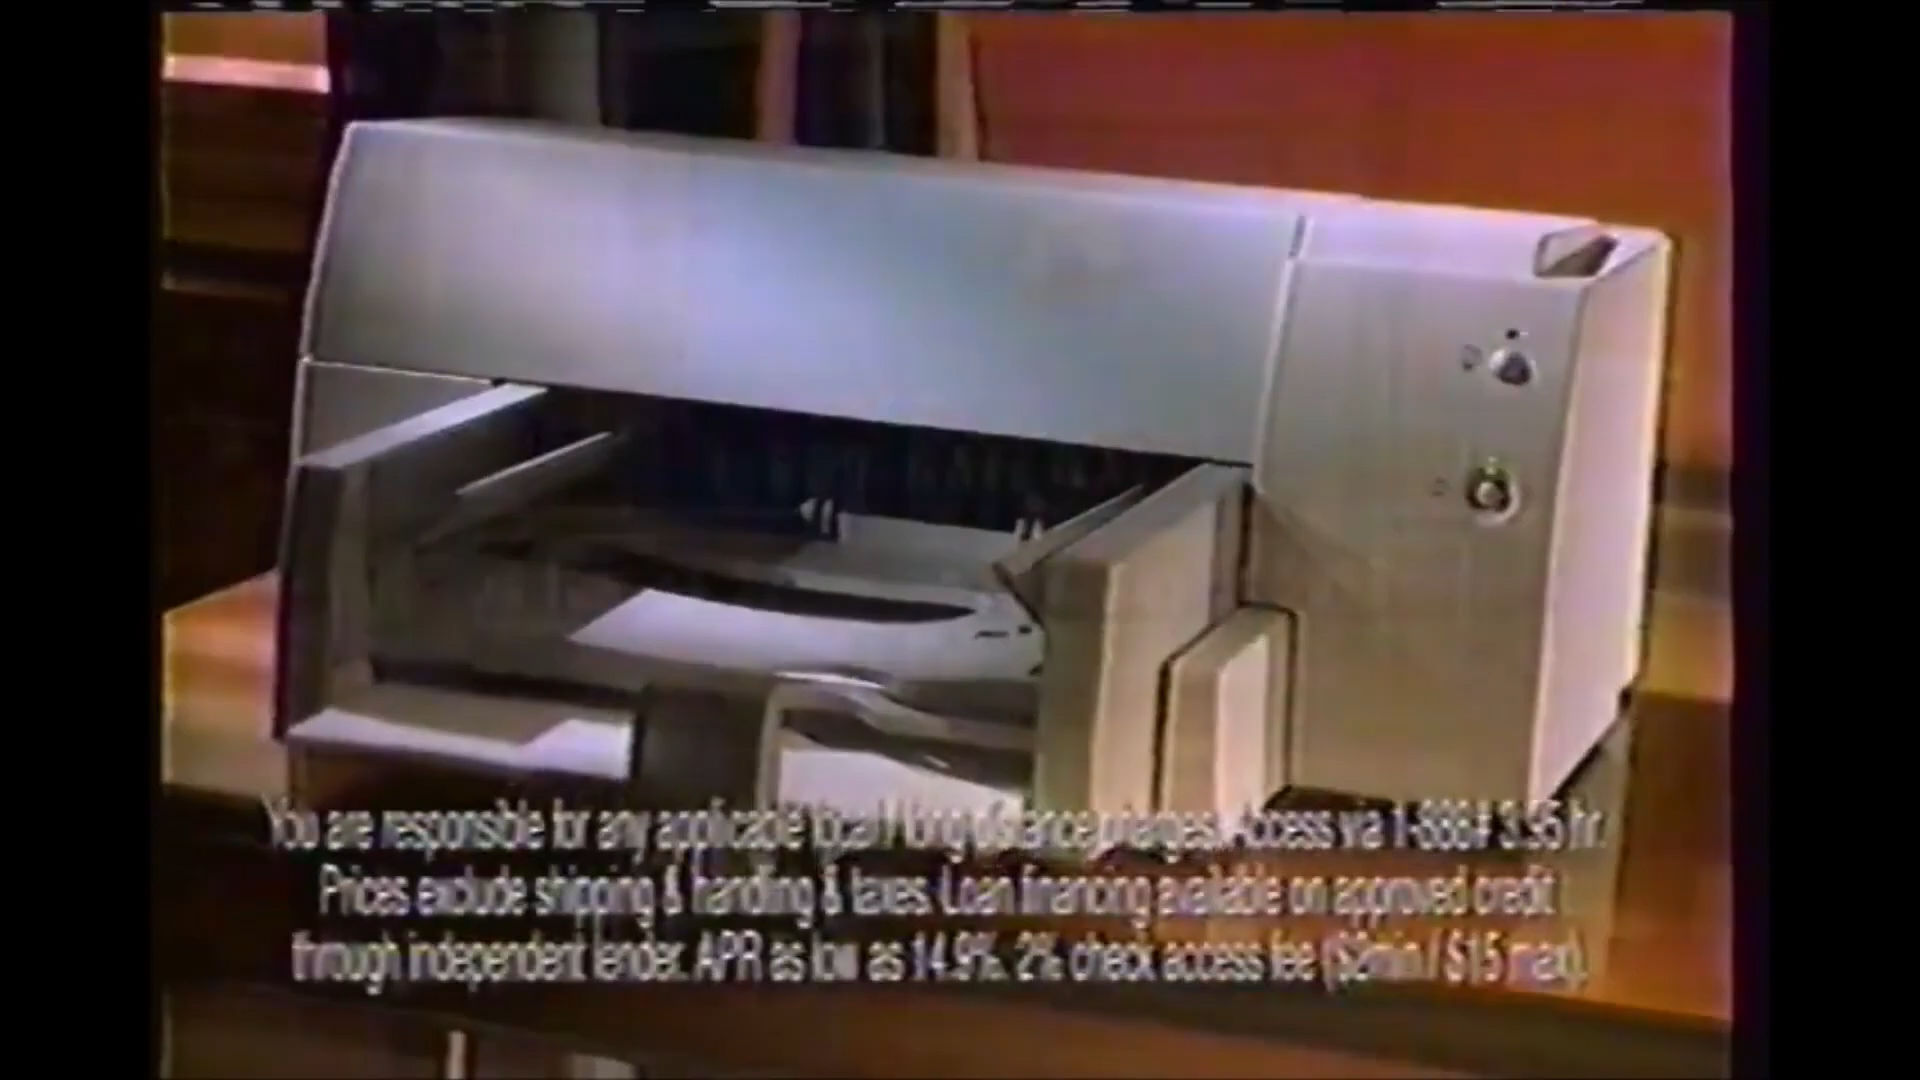 You are responsible for any applicable local / long distance charges. Access via 1-888# 3.95 hr.
Prices exclude shipping & handling & taxes. Loan financing available on approved credit
through independent lender. APR as low as 14.9%. 2% check access fee ($2min / $15 max).